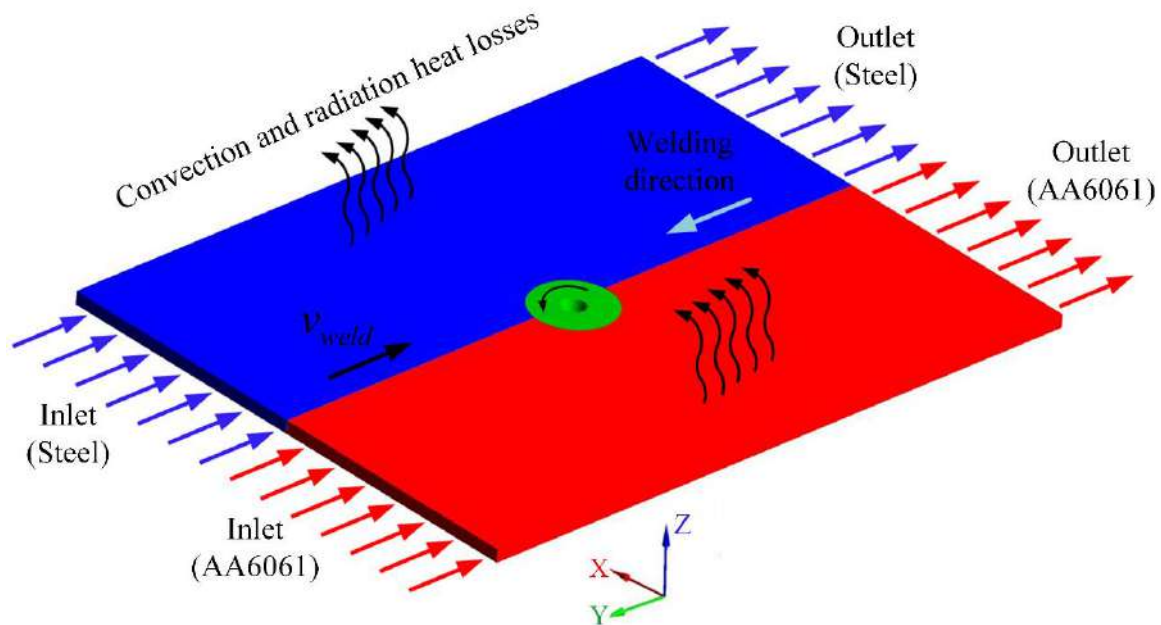 Convection and radiation heat losses
Outlet
(Steel)
Welding
direction
Outlet
(AA6061)
v_weld
Inlet
(Steel)
Inlet
(AA6061)
Z
X
Y